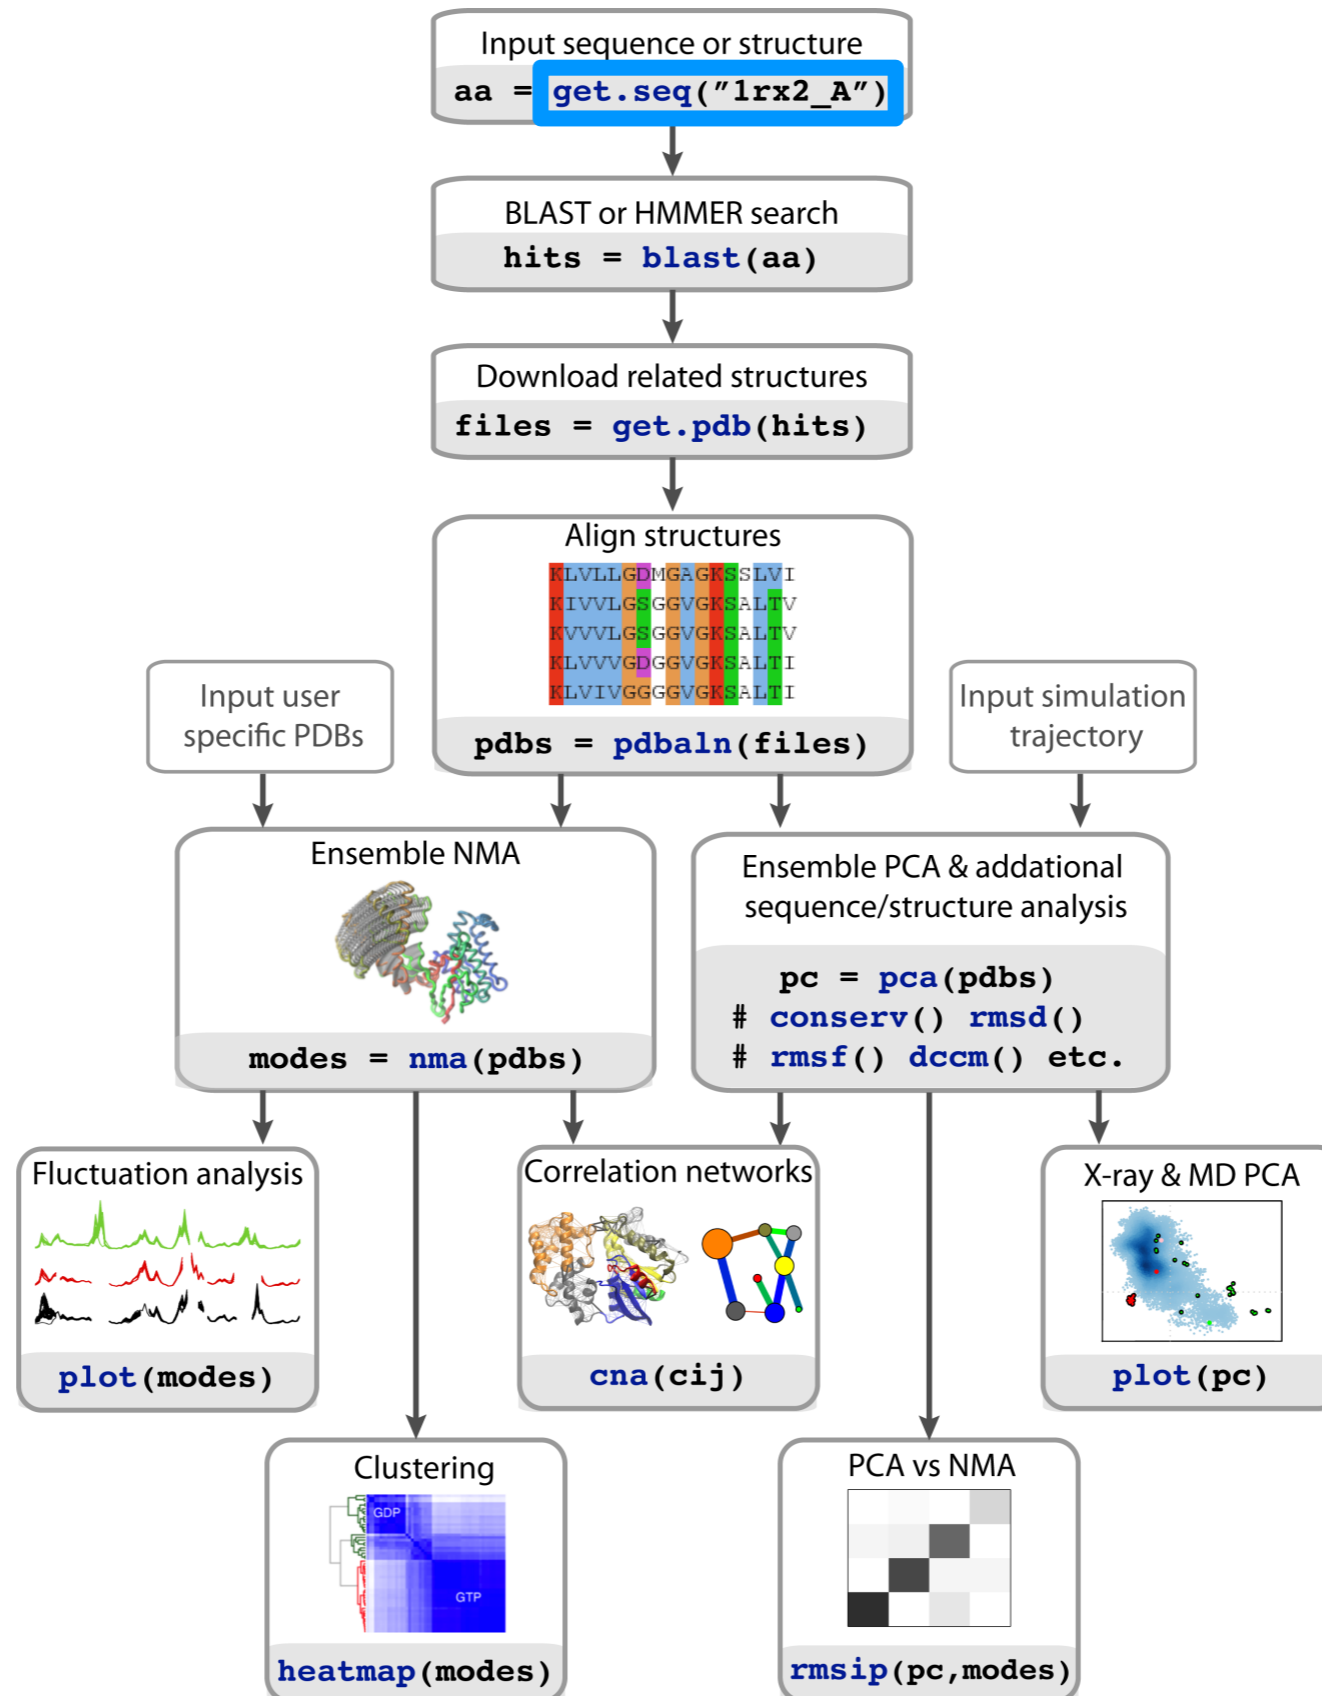 Input sequence or structure
aa = get.seq("1rx2_A")
BLAST or HMMER search
hits = blast(aa)
Download related structures
files = get.pdb(hits)
Align structures
KLVLLGDMGAGKSSLVI
KIVVLGSGGVGKSALTV
KVVVLGSGGVGKSALTV
KLVVVGDGGVGKSALTI
KLVIVGGGGVGKSALTI
pdbs = pdbaln(files)
Input user
specific PDBs
Input simulation
trajectory
Ensemble NMA
modes = nma(pdbs)
Ensemble PCA & addational
sequence/structure analysis
pc = pca(pdbs)
# conserv() rmsd()
# rmsf() dccm() etc.
Fluctuation analysis
plot(modes)
Correlation networks
cna(cij)
X-ray & MD PCA
plot(pc)
Clustering
GDP
GTP
heatmap(modes)
PCA vs NMA
rmsip(pc,modes)